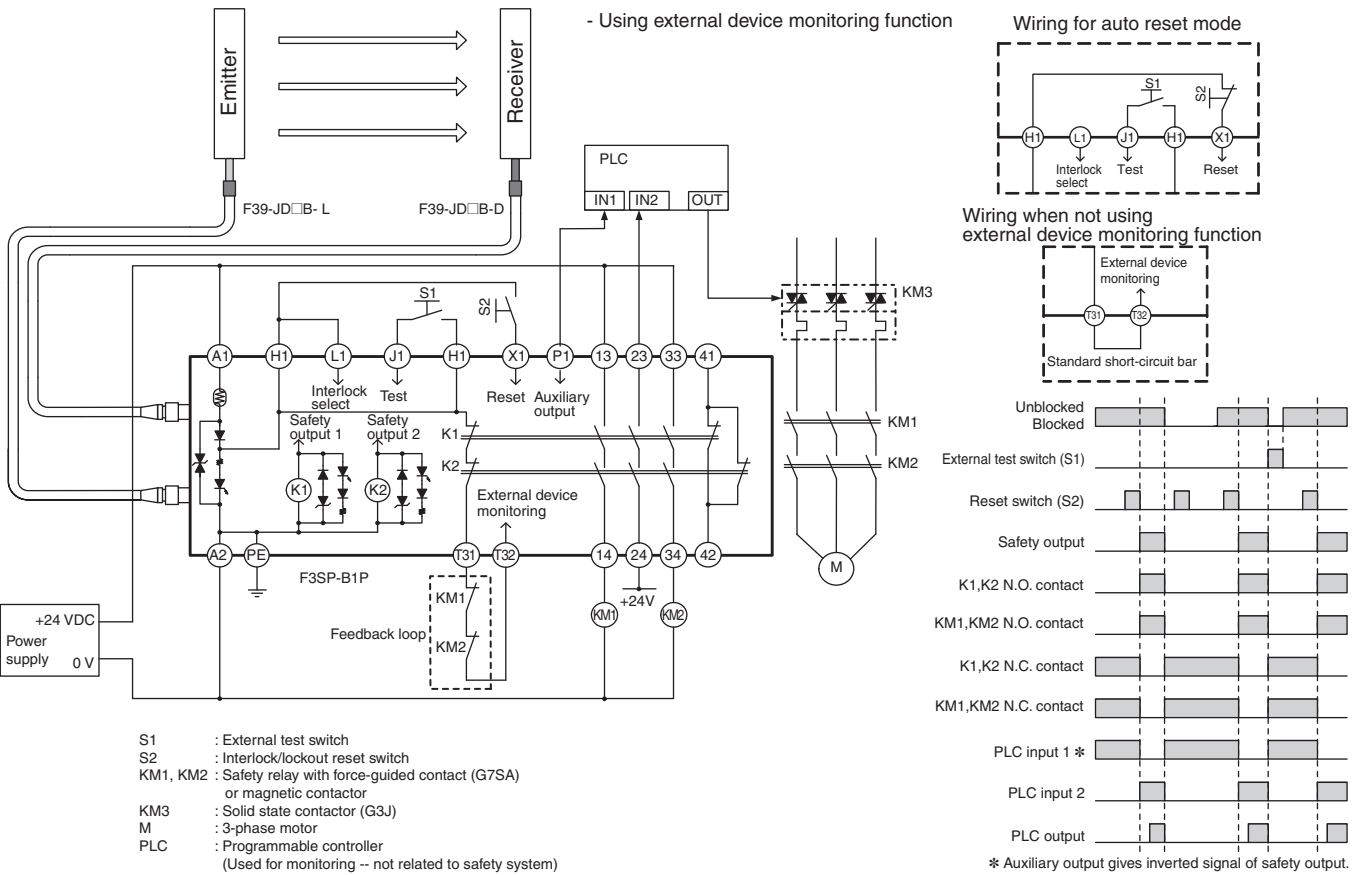 - Using external device monitoring function
Wiring for auto reset mode
Emitter
Receiver
F39-JD□B- L
F39-JD□B-D
PLC
IN1 IN2 OUT
S1
S2
H1 L1 J1 H1 X1
Interlock
select
Test
Reset
Wiring when not using
external device monitoring function
External device
monitoring
T31 T32
Standard short-circuit bar
KM3
KM1
KM2
M
S1
S2
A1 H1 L1 J1 H1 X1 P1 13 23 33 41
Interlock
select
Test
Reset
Auxiliary
output
Safety
output 1
Safety
output 2
K1
K2
K1
K2
External device
monitoring
A2 PE T31 T32 14 24 34 42
F3SP-B1P
KM1
KM2
Feedback loop
KM1
+24V
KM2
+24 VDC
Power
supply
0 V
Unblocked
Blocked
External test switch (S1)
Reset switch (S2)
Safety output
K1,K2 N.O. contact
KM1,KM2 N.O. contact
K1,K2 N.C. contact
KM1,KM2 N.C. contact
PLC input 1 ✻
PLC input 2
PLC output
✻ Auxiliary output gives inverted signal of safety output.
S1 : External test switch
S2 : Interlock/lockout reset switch
KM1, KM2 : Safety relay with force-guided contact (G7SA)
or magnetic contactor
KM3 : Solid state contactor (G3J)
M : 3-phase motor
PLC : Programmable controller
(Used for monitoring -- not related to safety system)